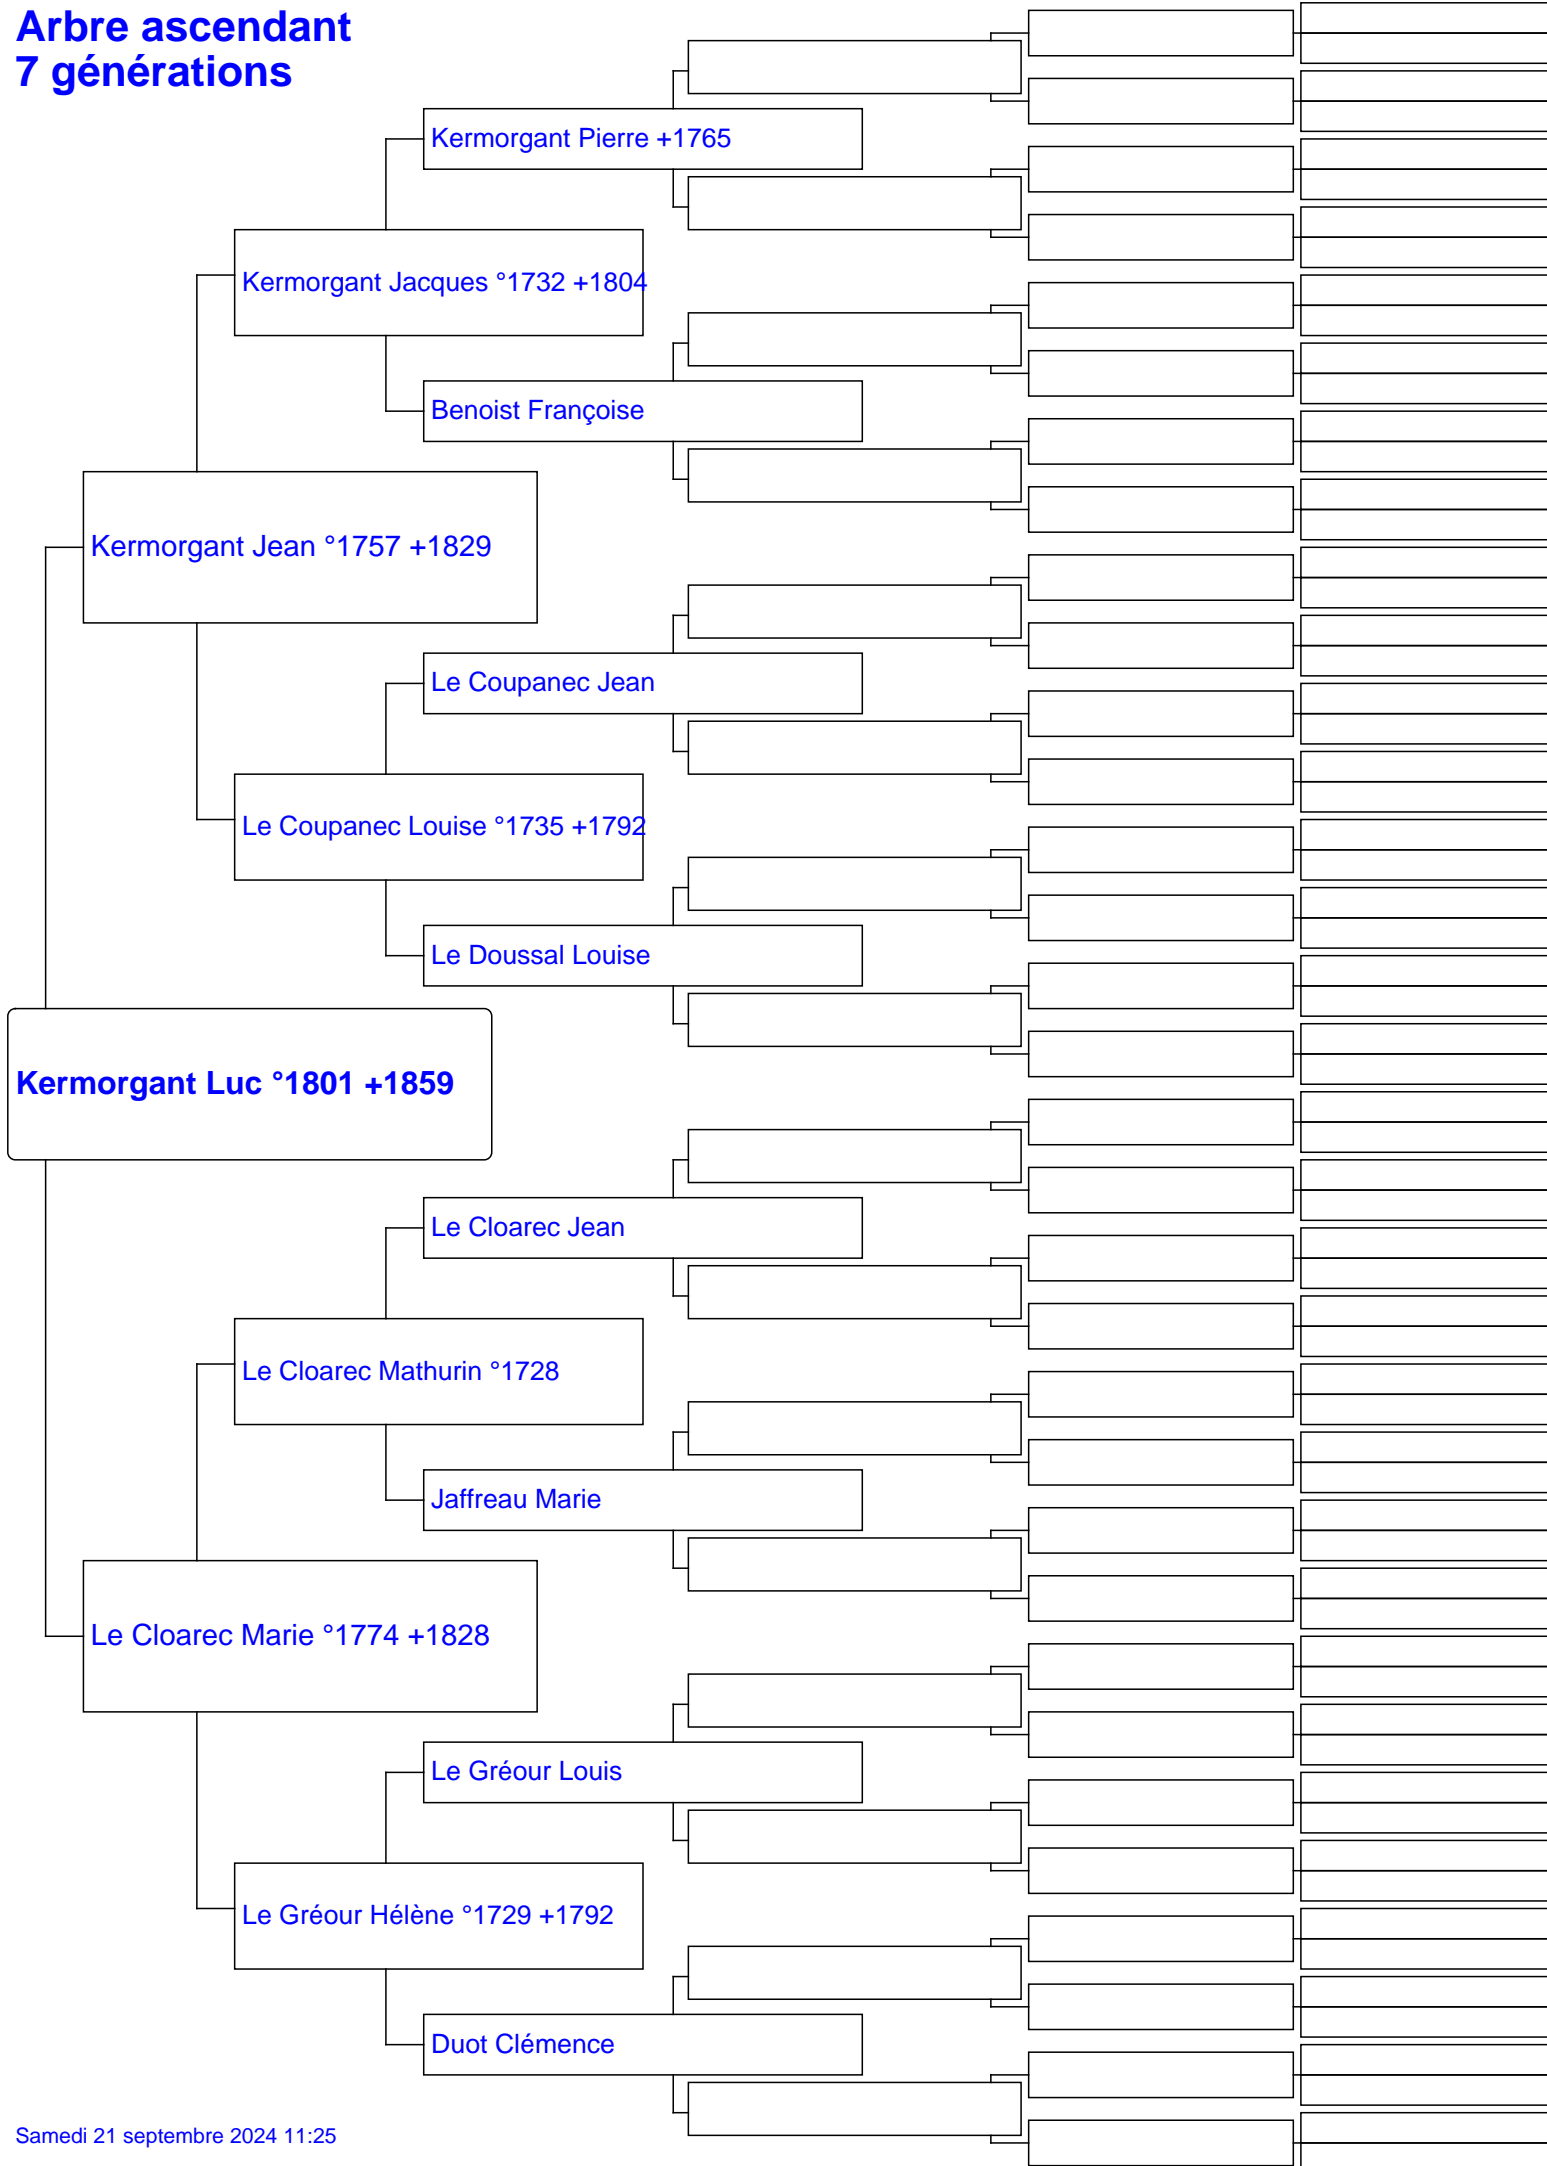 Arbre ascendant
7 générations
Kermorgant Pierre +1765
Kermorgant Jacques °1732 +1804
Benoist Françoise
Kermorgant Jean °1757 +1829
Le Coupanec Jean
Le Coupanec Louise °1735 +1792
Le Doussal Louise
Kermorgant Luc °1801 +1859
Le Cloarec Jean
Le Cloarec Mathurin °1728
Jaffreau Marie
Le Cloarec Marie °1774 +1828
Le Gréour Louis
Le Gréour Hélène °1729 +1792
Duot Clémence
Samedi 21 septembre 2024 11:25